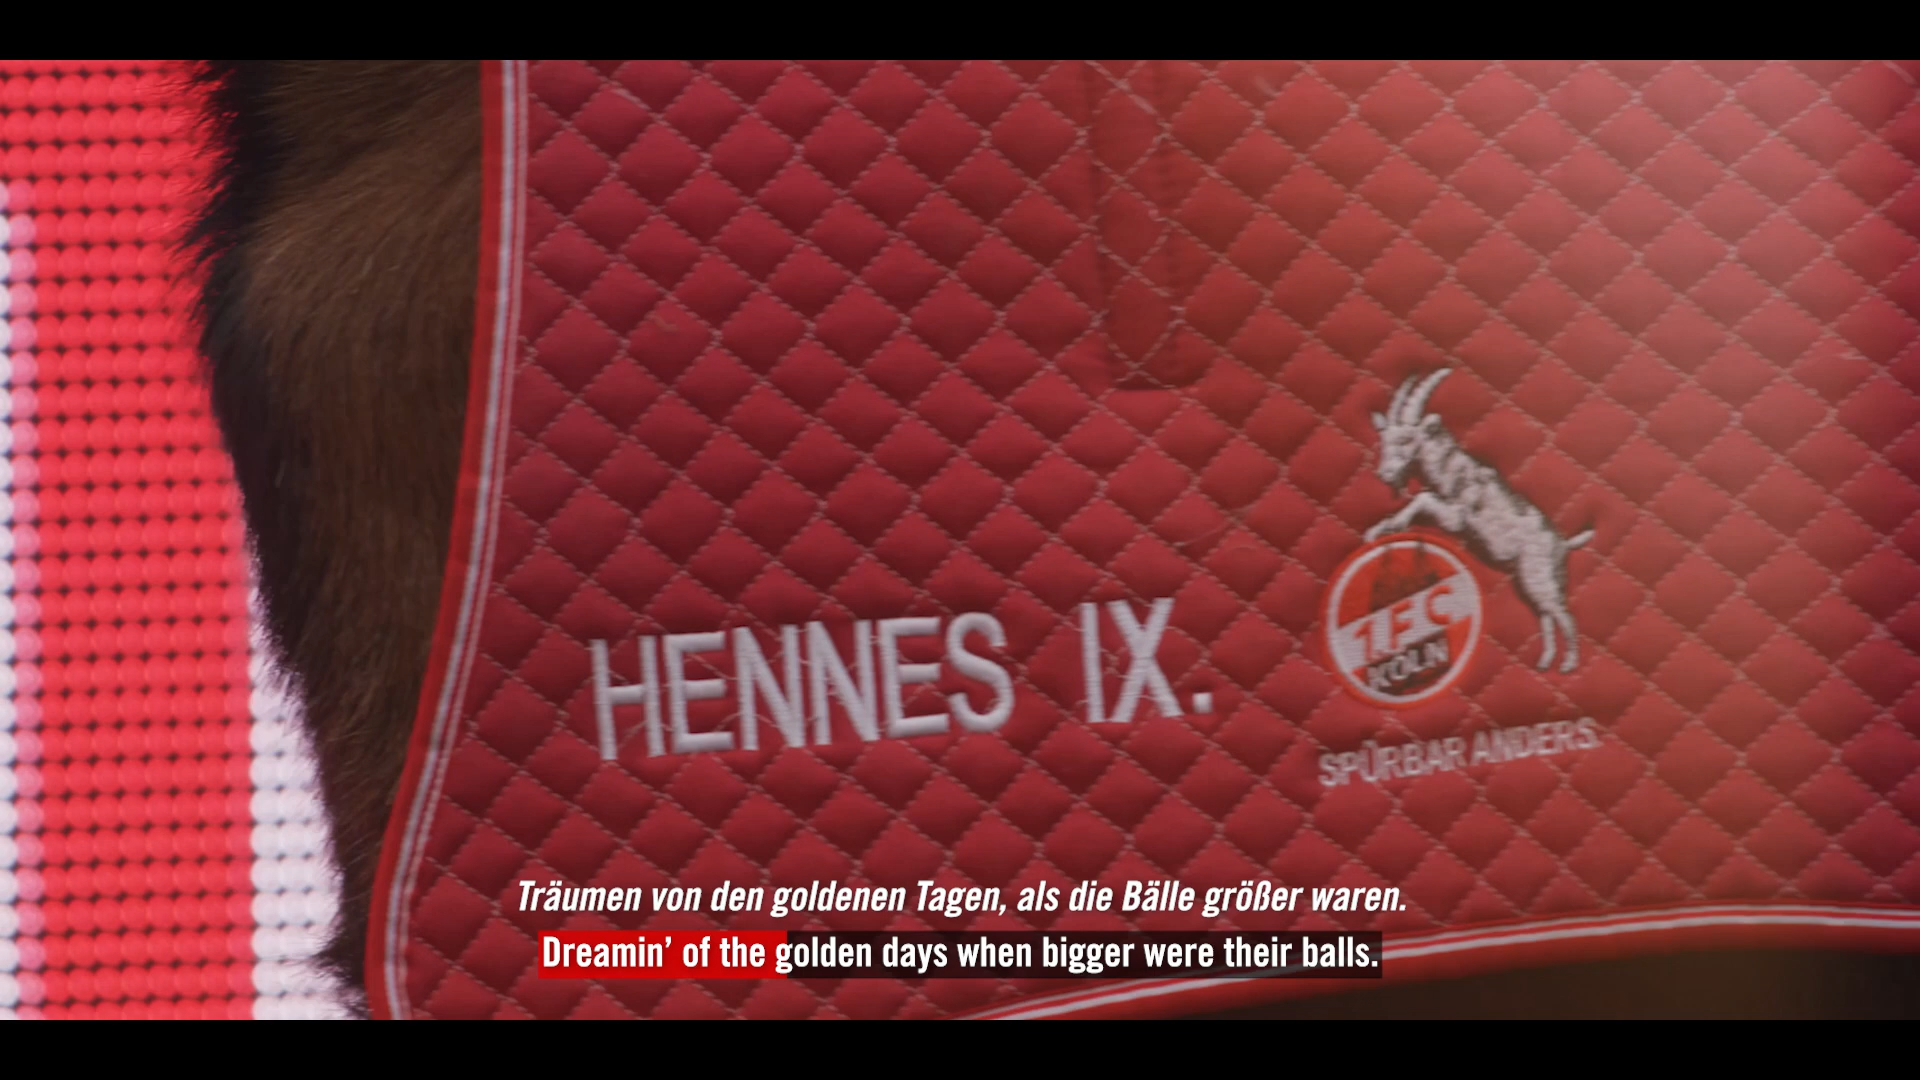 HENNES IX.
1.FC
KÖLN
SPÜRBAR ANDERS.
Träumen von den goldenen Tagen, als die Bälle größer waren.
Dreamin’ of the golden days when bigger were their balls.